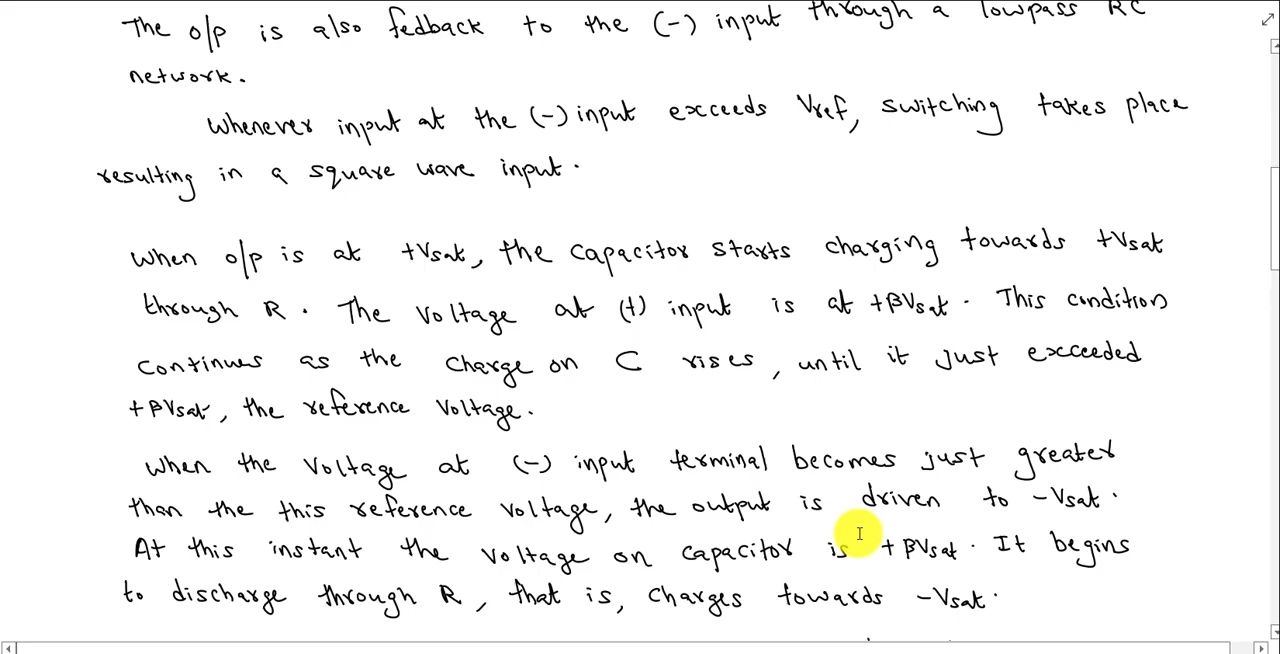 The o/p is also fedback to the (-) input through a lowpass RC
network.
Whenever input at the (-) input exceeds Vref, switching takes place
resulting in a square wave input.
When o/p is at +Vsat, the capacitor starts charging towards +Vsat
through R. The voltage at (+) input is at +βVsat. This condition
continues as the charge on C rises, until it just excceeded
+βVsat, the reference voltage.
When the voltage at (-) input terminal becomes just greater
than the this reference voltage, the output is driven to -Vsat.
At this instant the voltage on capacitor is +βVsat. It begins
to discharge through R, that is, charges towards -Vsat.